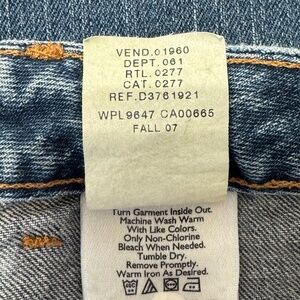 VEND.01960
DEPT. 061
RTL. 0277
CAT. 0277
REF.D3761921
WPL9647 CA00665
FALL 07
Turn Garment Inside Out.
Machine Wash Warm
With Like Colors.
Only Non-Chlorine
Bleach When Needed.
Tumble Dry.
Remove Promptly.
Warm Iron As Desired.